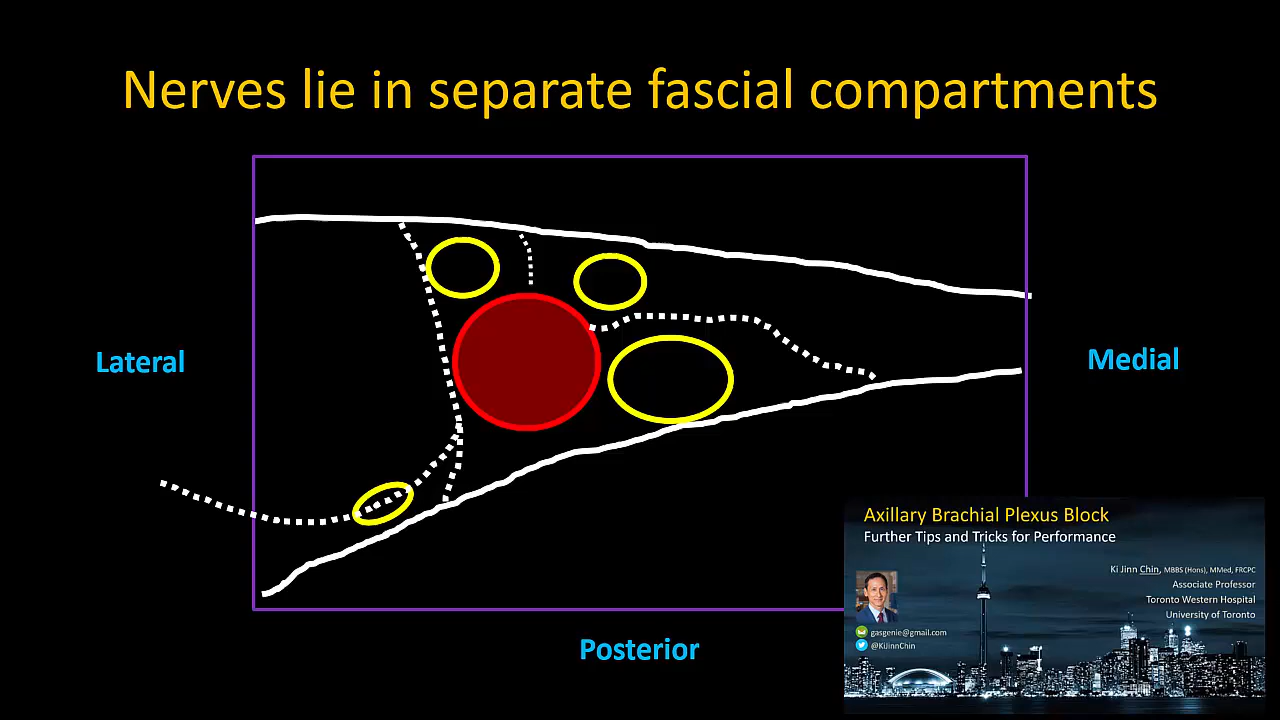 Nerves lie in separate fascial compartments
Lateral
Medial
Posterior
Axillary Brachial Plexus Block
Further Tips and Tricks for Performance
Ki Jinn Chin, MBBS (Hons), MMed, FRCPC
Associate Professor
Toronto Western Hospital
University of Toronto
gasgenie@gmail.com
@KiJinnChin